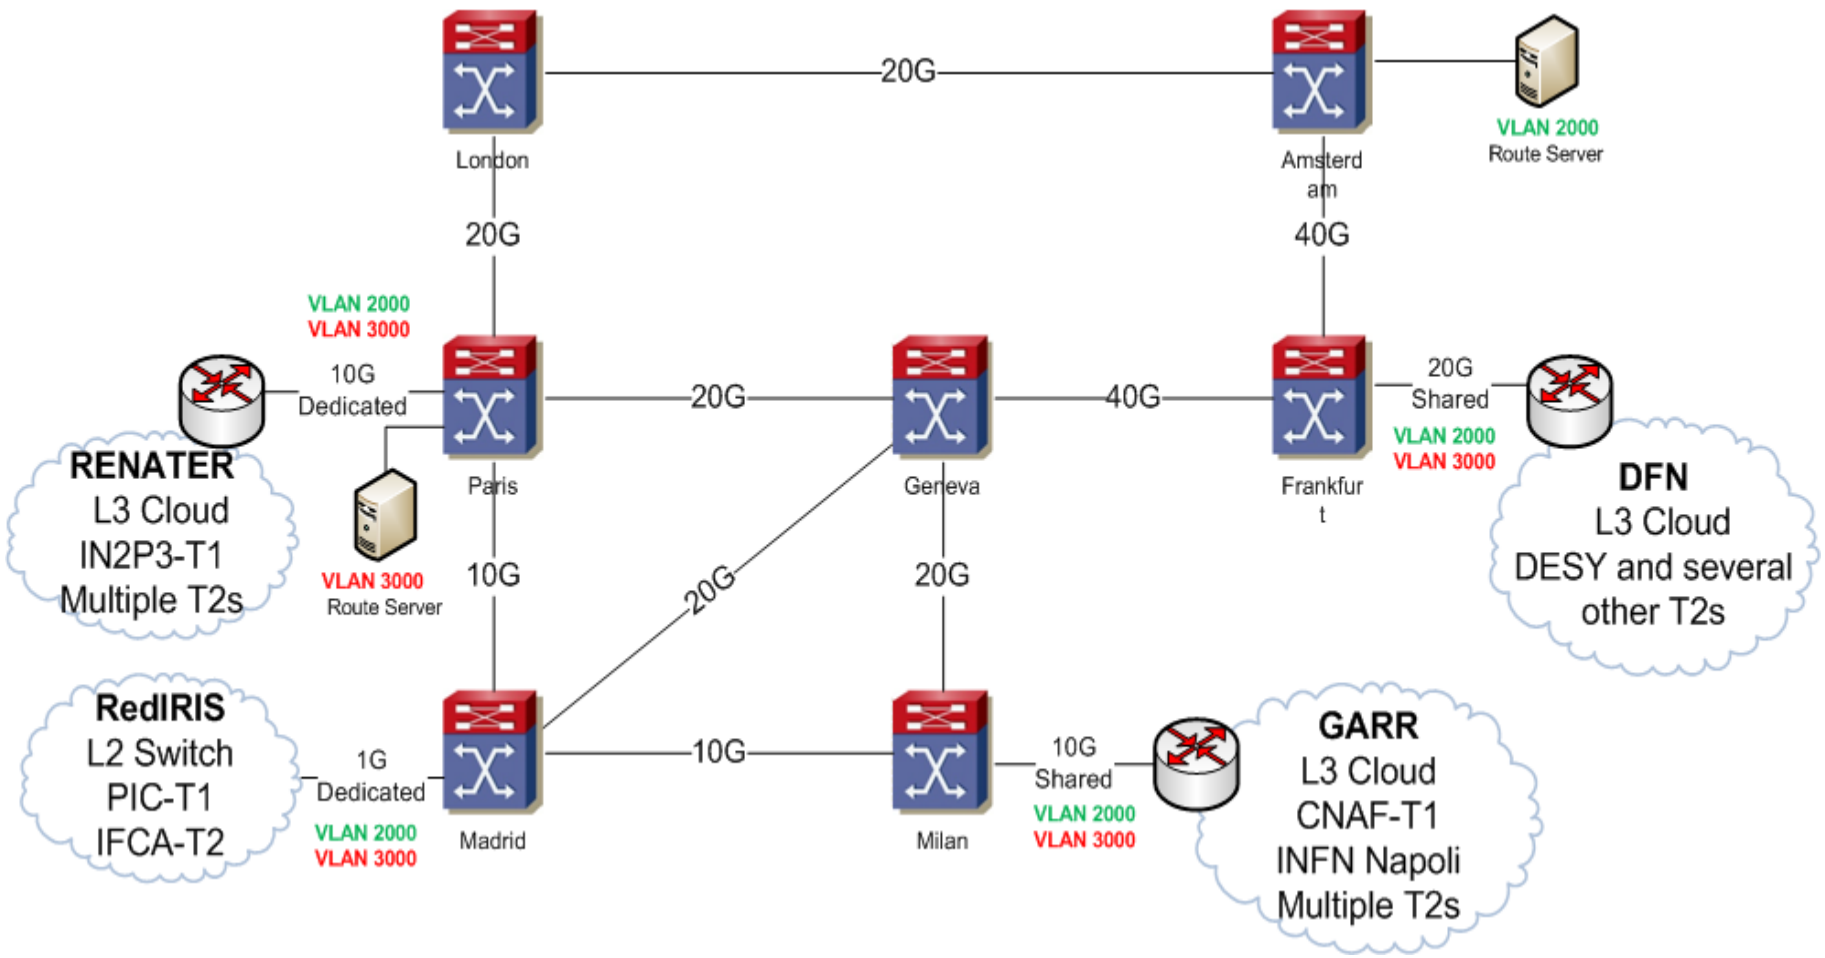 20G
London
Amsterd
am
VLAN 2000
Route Server
20G
40G
VLAN 2000
VLAN 3000
10G
Dedicated
20G
40G
20G
Shared
VLAN 2000
VLAN 3000
RENATER
L3 Cloud
IN2P3-T1
Multiple T2s
Paris
Geneva
Frankfur
t
DFN
L3 Cloud
DESY and several
other T2s
VLAN 3000
Route Server
10G
20G
20G
RedIRIS
L2 Switch
PIC-T1
IFCA-T2
1G
Dedicated
VLAN 2000
VLAN 3000
Madrid
10G
Milan
10G
Shared
VLAN 2000
VLAN 3000
GARR
L3 Cloud
CNAF-T1
INFN Napoli
Multiple T2s